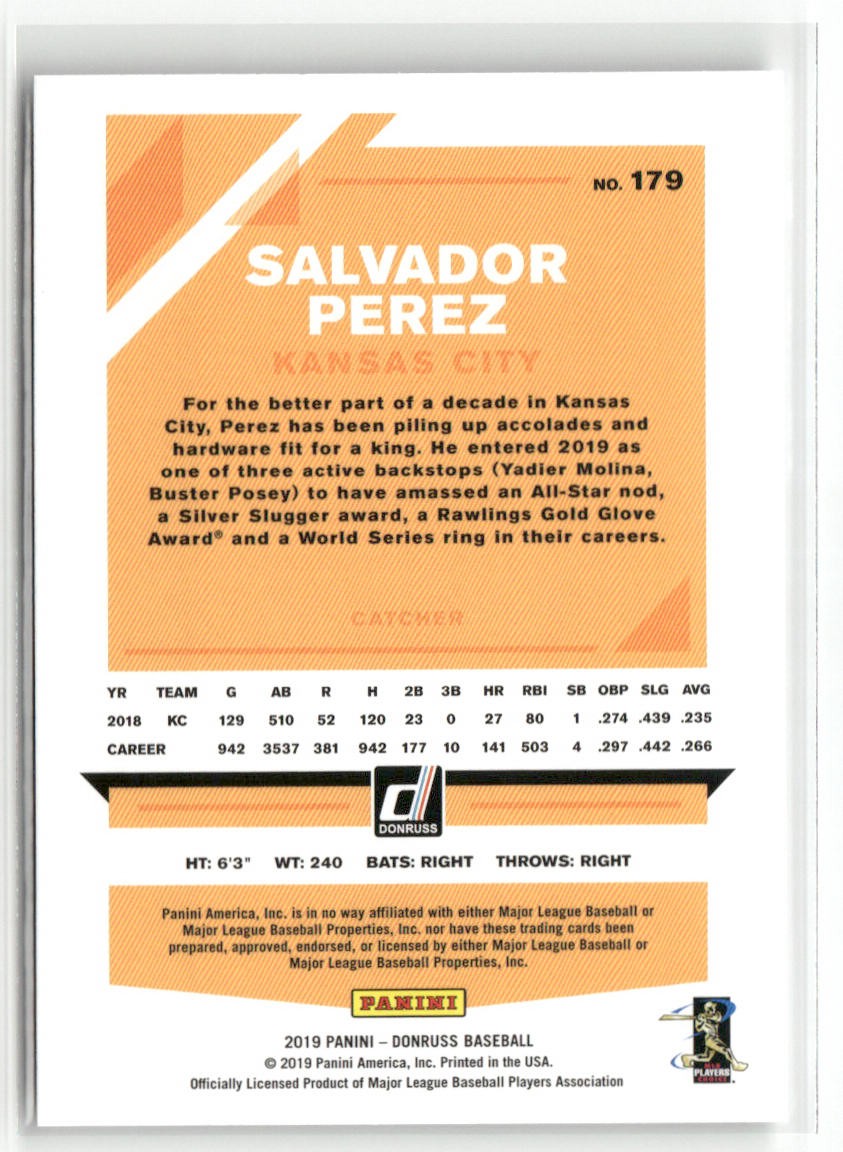 NO. 179
SALVADOR
PEREZ
KANSAS CITY
For the better part of a decade in Kansas
City, Perez has been piling up accolades and
hardware fit for a king. He entered 2019 as
one of three active backstops (Yadier Molina,
Buster Posey) to have amassed an All-Star nod,
a Silver Slugger award, a Rawlings Gold Glove
Award® and a World Series ring in their careers.
CATCHER
YR TEAM G AB R H 2B 3B HR RBI SB OBP SLG AVG
2018 KC 129 510 52 120 23 0 27 80 1 .274 .439 .235
CAREER 942 3537 381 942 177 10 141 503 4 .297 .442 .266
d
DONRUSS
HT: 6'3" WT: 240 BATS: RIGHT THROWS: RIGHT
Panini America, Inc. is in no way affiliated with either Major League Baseball or
Major League Baseball Properties, Inc. nor have these trading cards been
prepared, approved, endorsed, or licensed by either Major League Baseball or
Major League Baseball Properties, Inc.
PANINI
2019 PANINI – DONRUSS BASEBALL
© 2019 Panini America, Inc. Printed in the USA.
Officially Licensed Product of Major League Baseball Players Association
MLB
PLAYERS
CHOICE